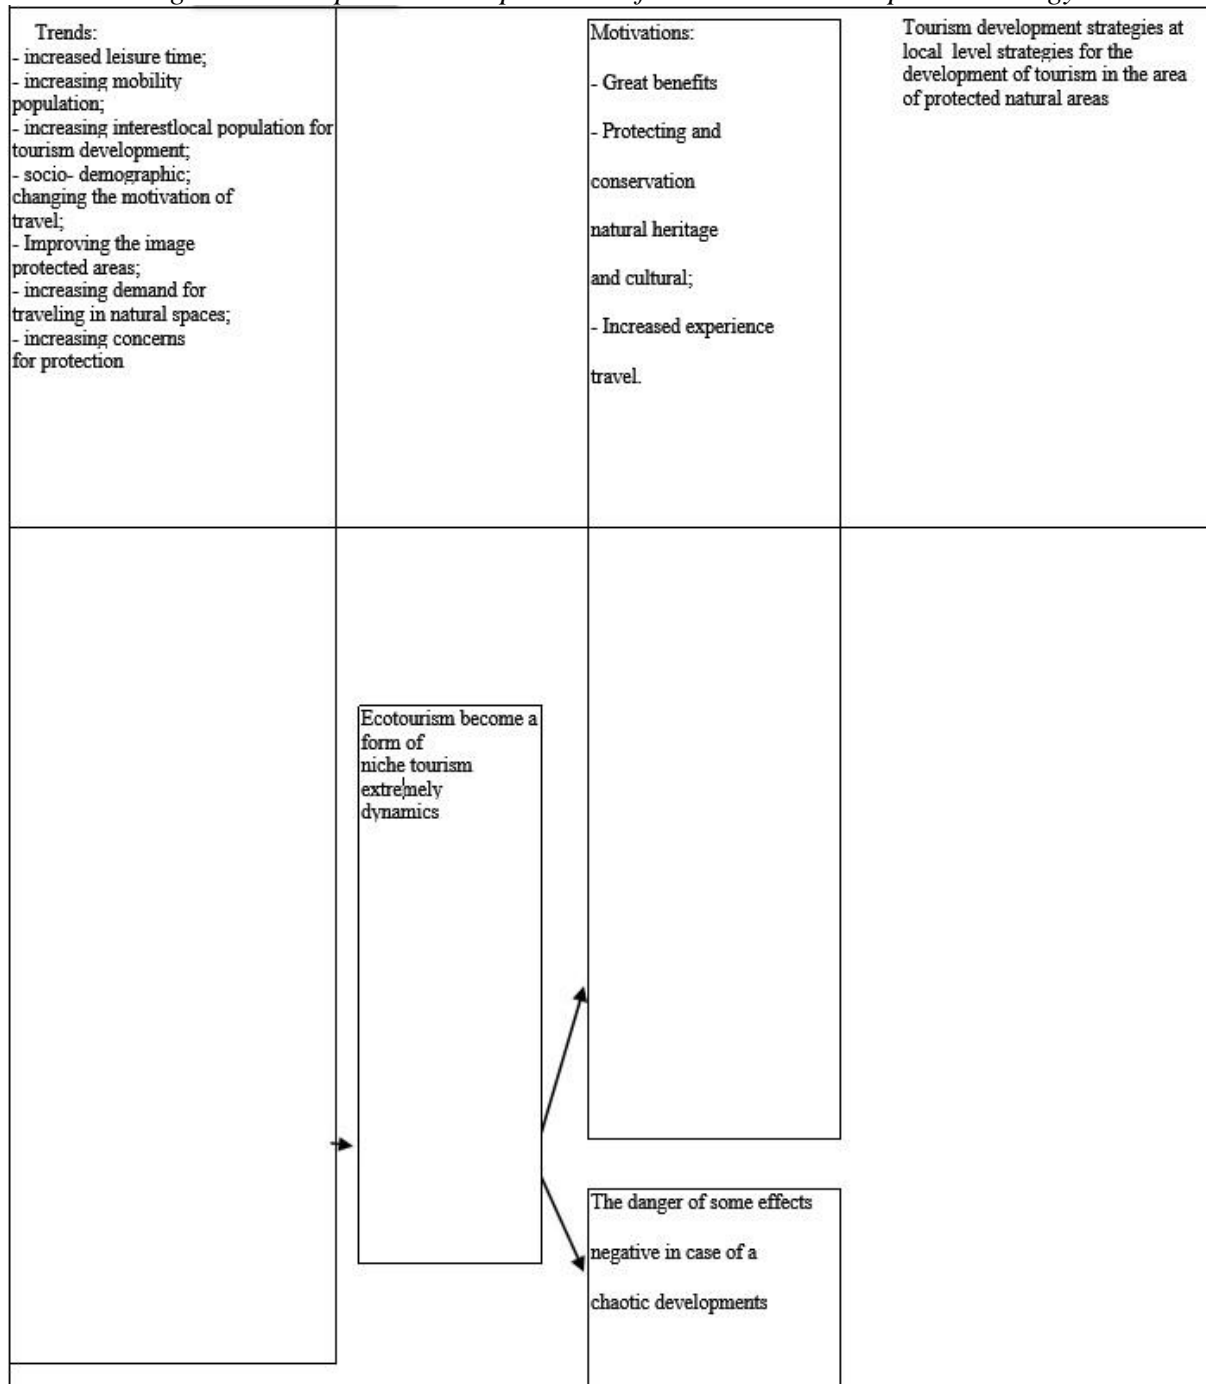 Trends:
- increased leisure time;
- increasing mobility
population;
- increasing interestlocal population for
tourism development;
- socio- demographic;
changing the motivation of
travel;
- Improving the image
protected areas;
- increasing demand for
traveling in natural spaces;
- increasing concerns
for protection
Motivations:
- Great benefits
- Protecting and
conservation
natural heritage
and cultural;
- Increased experience
travel.
Tourism development strategies at
local level strategies for the
development of tourism in the area
of protected natural areas
Ecotourism become a
form of
niche tourism
extremely
dynamics
The danger of some effects
negative in case of a
chaotic developments